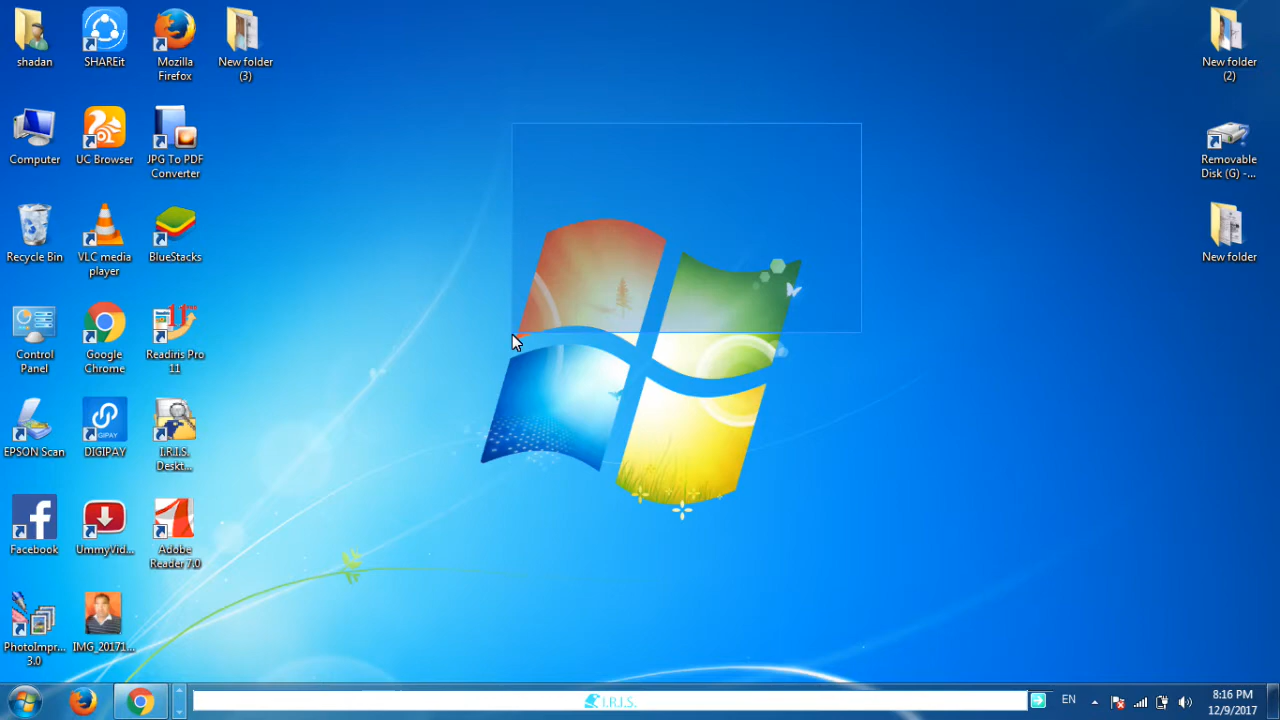 shadan
SHAREit
Mozilla
Firefox
New folder
(3)
New folder
(2)
Computer
UC Browser
JPG To PDF
Converter
Removable
Disk (G) -...
Recycle Bin
VLC media
player
BlueStacks
New folder
Control
Panel
Google
Chrome
11
Readiris Pro
11
EPSON Scan
DIGIPAY
DIGIPAY
I.R.I.S.
Deskt...
Facebook
UmmyVid...
Adobe
Reader 7.0
PhotoImpr...
3.0
IMG_20171...
I.R.I.S.
EN
8:16 PM
12/9/2017